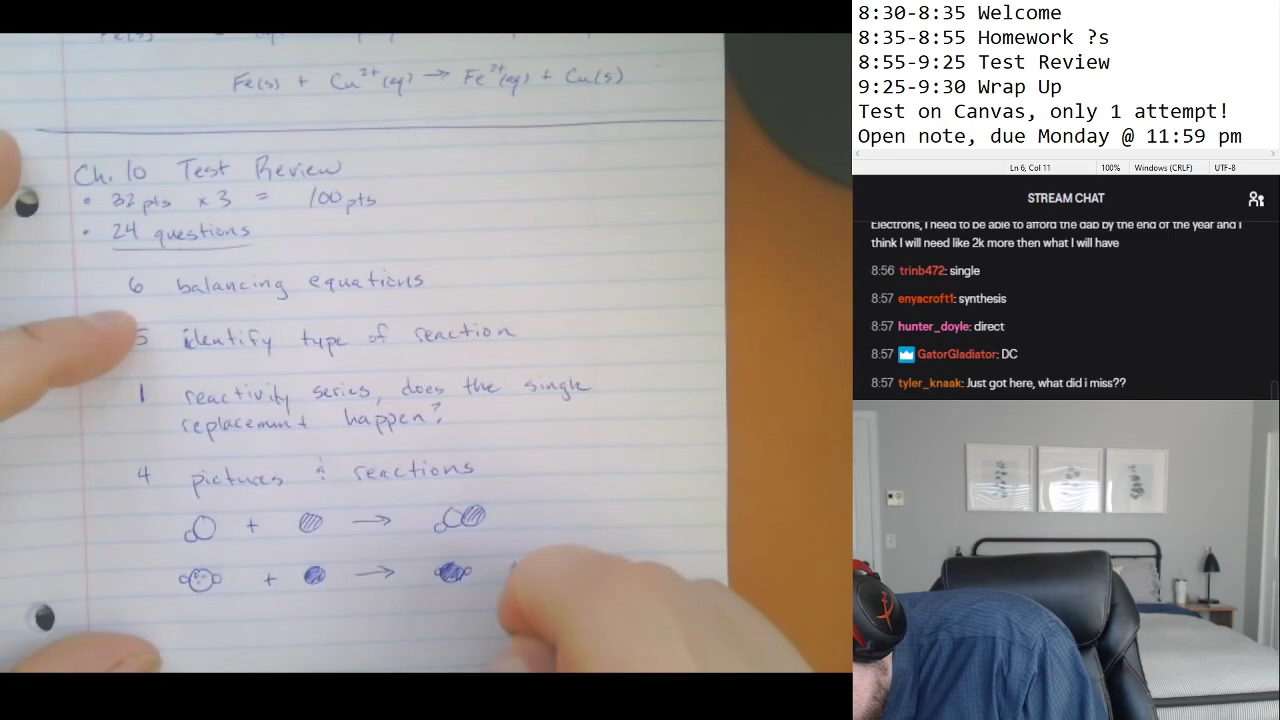 Fe(s)
Fe(s) + Cu²⁺(aq) → Fe²⁺(aq) + Cu(s)
Ch. 10 Test Review
• 32 pts x 3 = 100 pts
• 24 questions
6 balancing equations
5 identify type of reaction
1 reactivity series, does the single
replacement happen?
4 pictures & reactions
+ →
+ →
8:30-8:35 Welcome
8:35-8:55 Homework ?s
8:55-9:25 Test Review
9:25-9:30 Wrap Up
Test on Canvas, only 1 attempt!
Open note, due Monday @ 11:59 pm
Ln 6, Col 11 100% Windows (CRLF) UTF-8
STREAM CHAT
Electrons, I need to be able to afford the dab by the end of the year and I
think I will need like 2k more then what I will have
8:56 trinb472: single
8:57 enyacroft1: synthesis
8:57 hunter_doyle: direct
8:57 GatorGladiator: DC
8:57 tyler_knaak: Just got here, what did i miss??